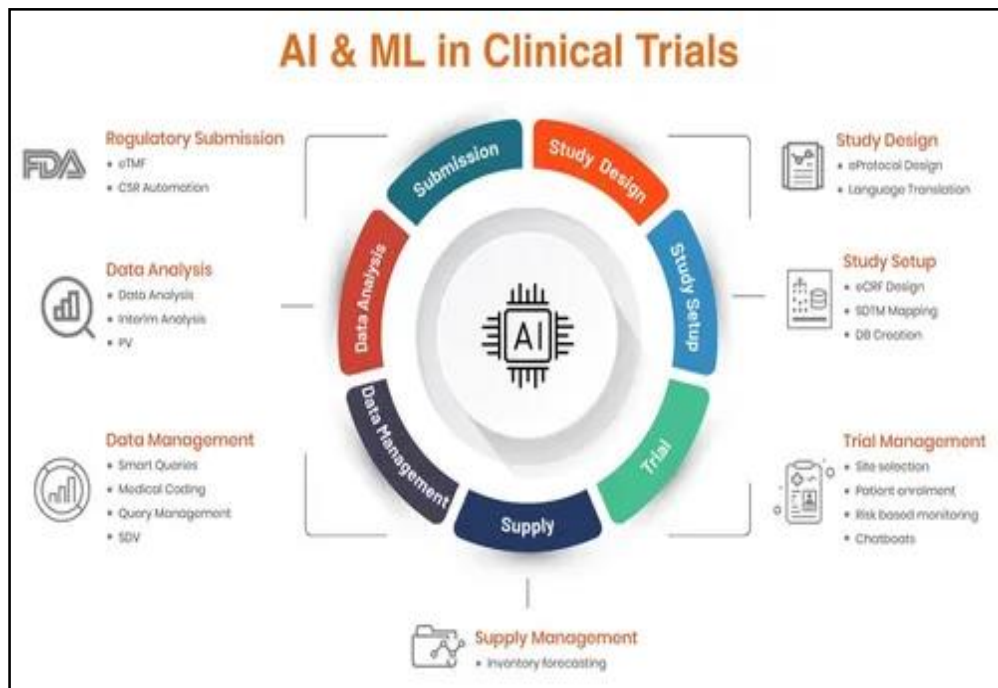 AI & ML in Clinical Trials
Regulatory Submission
FDA
• eTMF
• CSR Automation
Data Analysis
• Data Analysis
• Interim Analysis
• PV
Data Management
• Smart Queries
• Medical Coding
• Query Management
• SDV
Submission
Study Design
Study Setup
Trial
Supply
Data Management
Data Analysis
AI
Study Design
• eProtocol Design
• Language Translation
Study Setup
• eCRF Design
• SDTM Mapping
• DB Creation
Trial Management
• Site selection
• Patient enrolment
• Risk based monitoring
• Chatboats
Supply Management
• Inventory forecasting